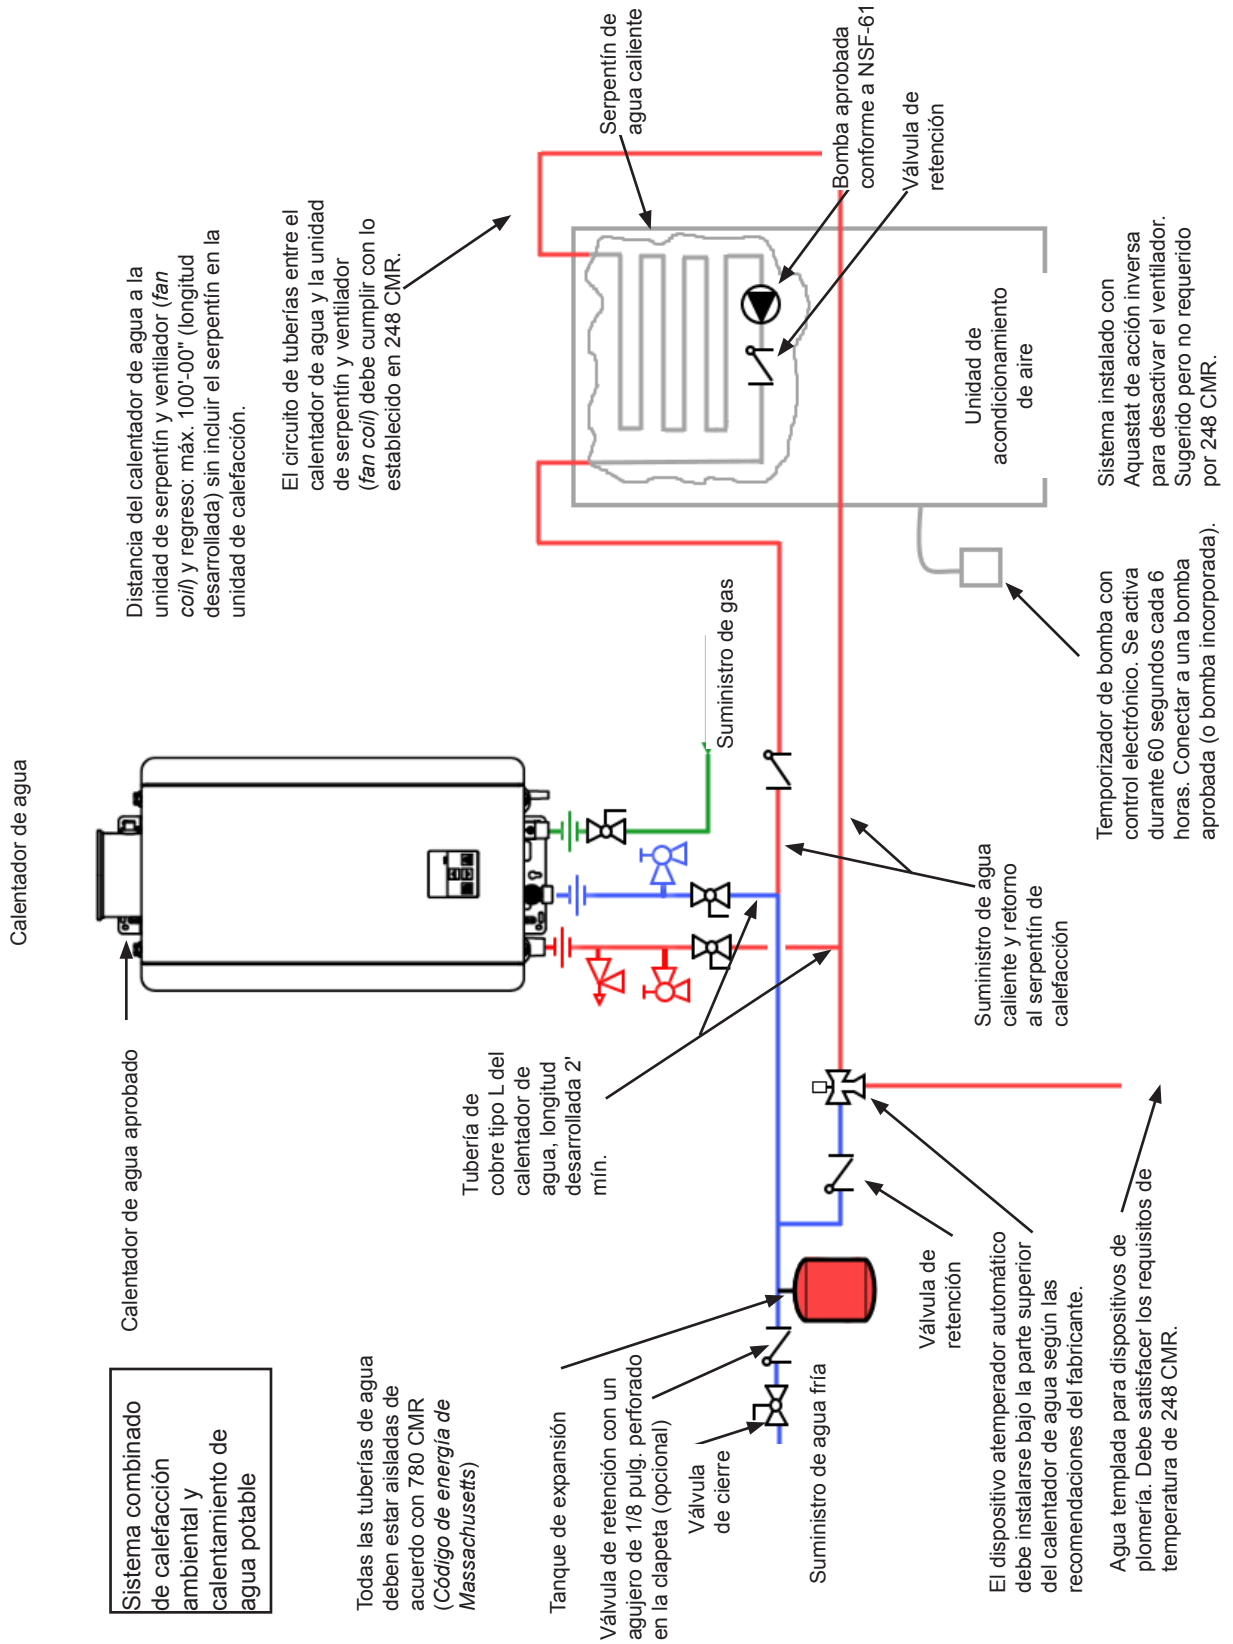 Calentador de agua
Sistema combinado
de calefacción
ambiental y
calentamiento de
agua potable
Calentador de agua aprobado
Distancia del calentador de agua a la
unidad de serpentín y ventilador (fan
coil) y regreso: máx. 100'-00" (longitud
desarrollada) sin incluir el serpentín en la
unidad de calefacción.
El circuito de tuberías entre el
calentador de agua y la unidad
de serpentín y ventilador
(fan coil) debe cumplir con lo
establecido en 248 CMR.
Todas las tuberías de agua
deben estar aisladas de
acuerdo con 780 CMR
(Código de energía de
Massachusetts)
Tubería de
cobre tipo L del
calentador de
agua, longitud
desarrollada 2'
mín.
Suministro de gas
Serpentín de
agua caliente
Bomba aprobada
conforme a NSF-61
Válvula de
retención
Tanque de expansión
Válvula de retención con un
agujero de 1/8 pulg. perforado
en la clapeta (opcional)
Válvula
de cierre
Suministro de agua fría
Válvula de
retención
Suministro de agua
caliente y retorno
al serpentín de
calefacción
Unidad de
acondicionamiento
de aire
El dispositivo atemperador automático
debe instalarse bajo la parte superior
del calentador de agua según las
recomendaciones del fabricante.
Agua templada para dispositivos de
plomería. Debe satisfacer los requisitos de
temperatura de 248 CMR.
Temporizador de bomba con
control electrónico. Se activa
durante 60 segundos cada 6
horas. Conectar a una bomba
aprobada (o bomba incorporada).
Sistema instalado con
Aquastat de acción inversa
para desactivar el ventilador.
Sugerido pero no requerido
por 248 CMR.